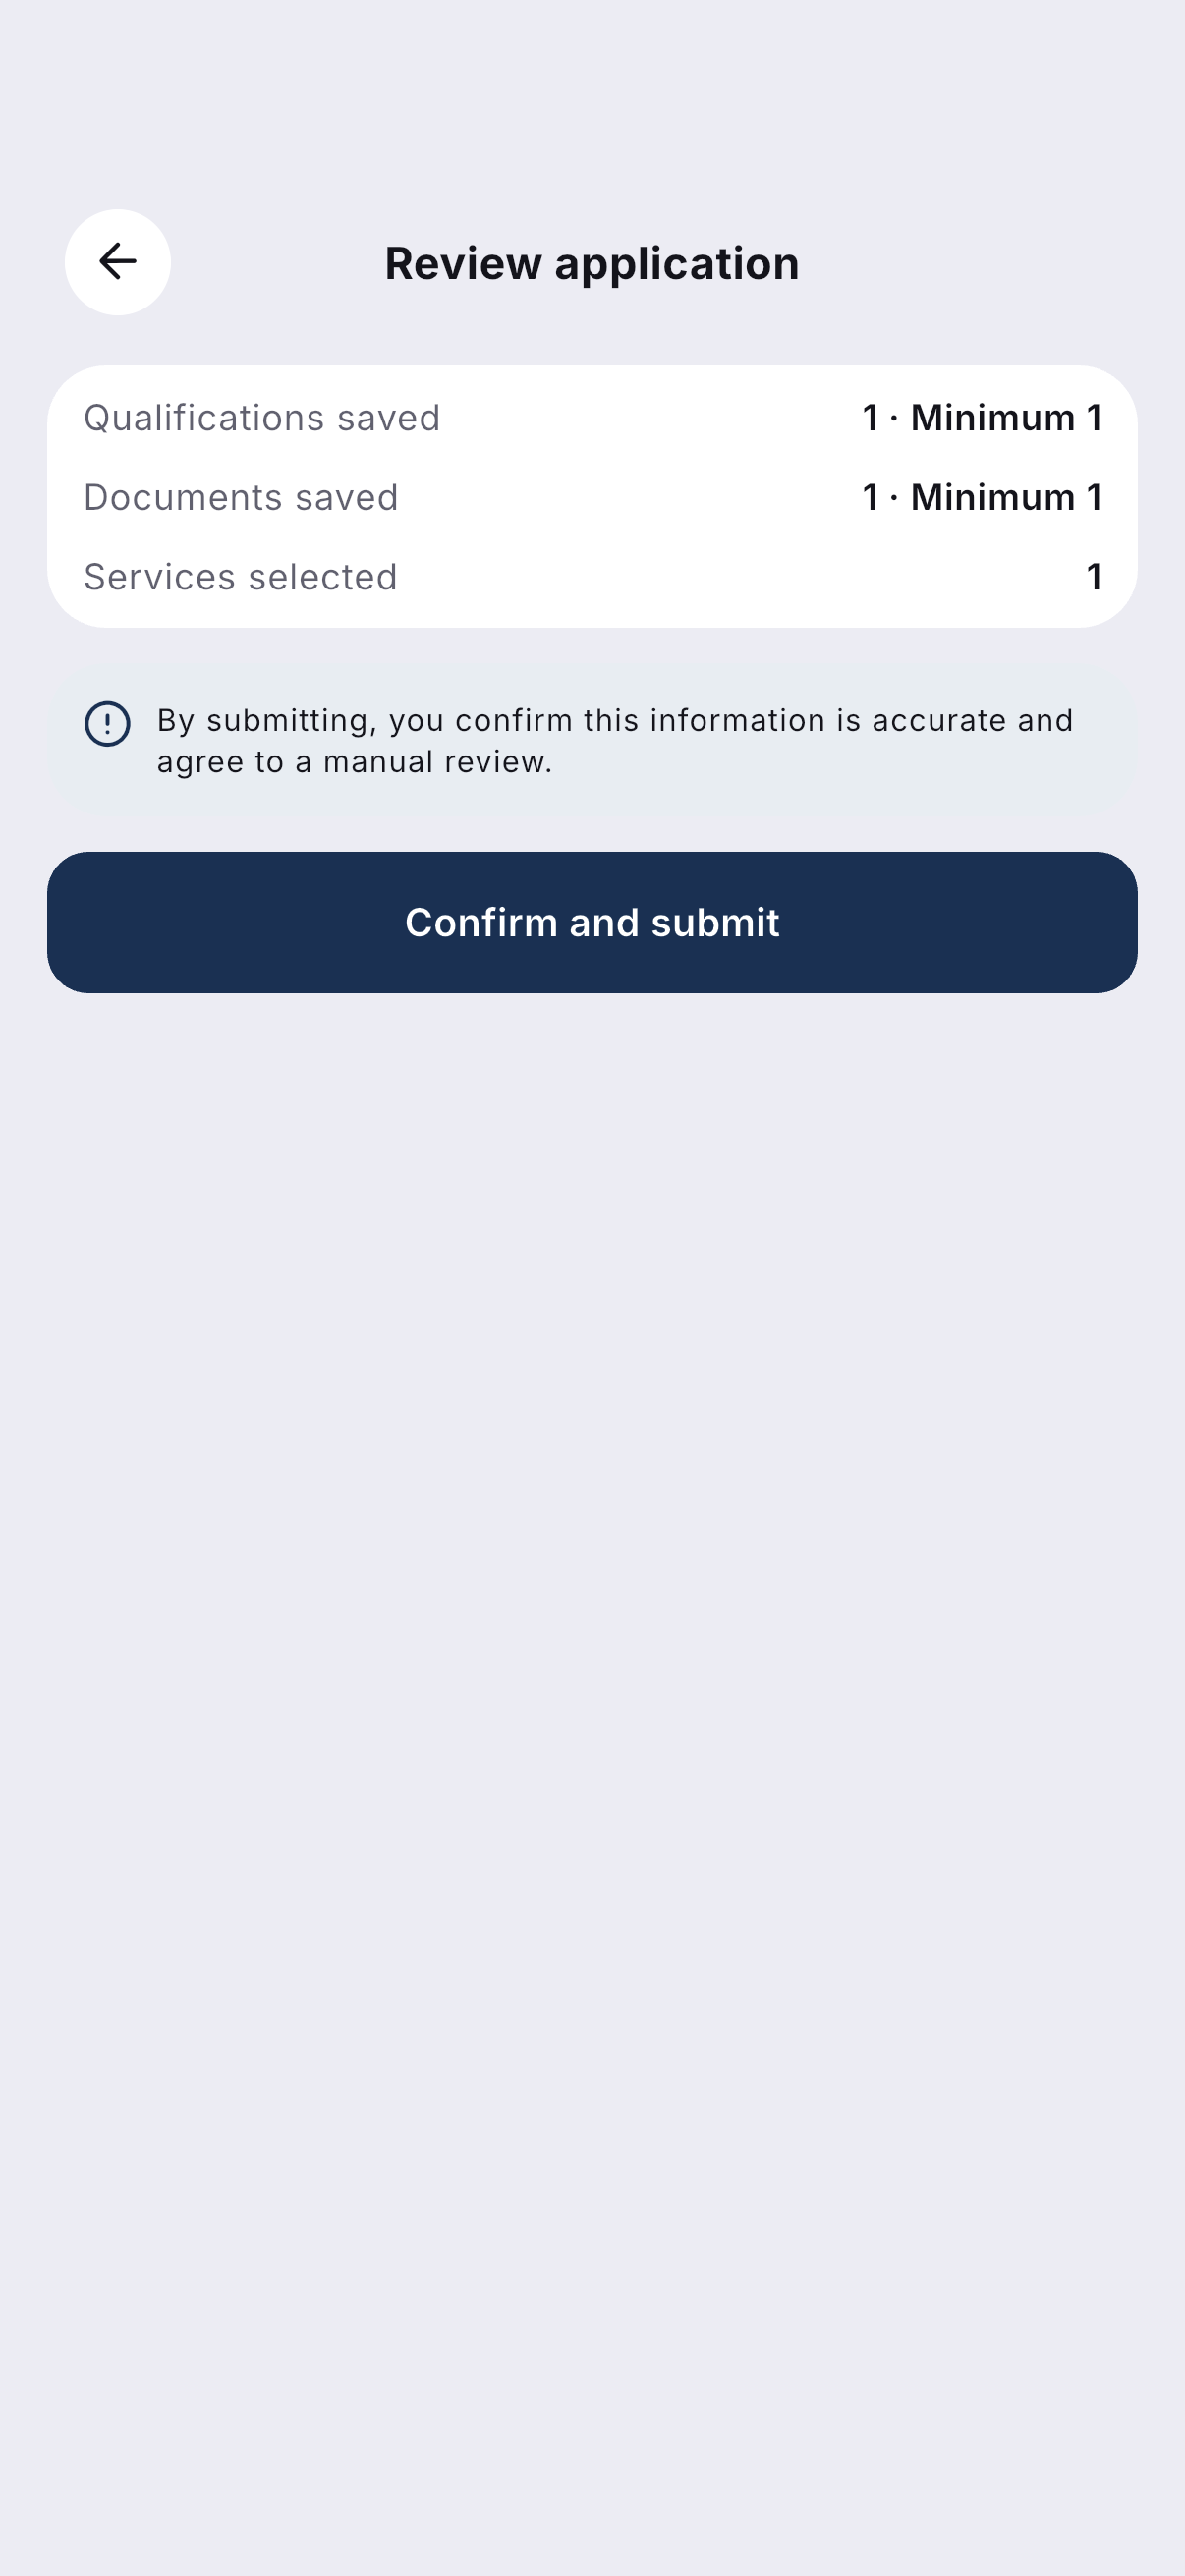 Review application
Qualifications saved 1 · Minimum 1
Documents saved 1 · Minimum 1
Services selected 1
By submitting, you confirm this information is accurate and
agree to a manual review.
Confirm and submit